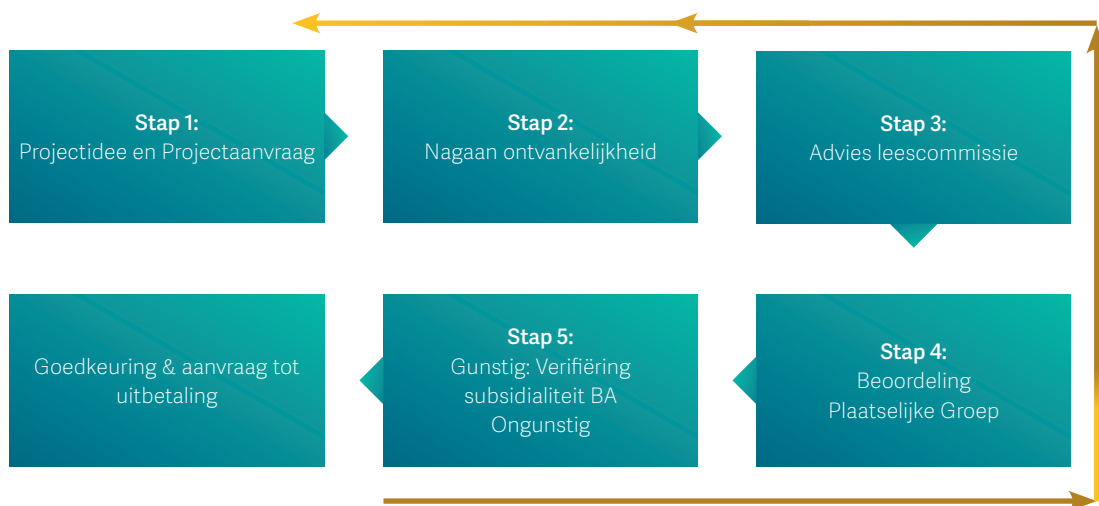 Stap 1:
Projectidee en Projectaanvraag
Stap 2:
Nagaan ontvankelijkheid
Stap 3:
Advies leescommissie
Stap 4:
Beoordeling
Plaatselijke Groep
Stap 5:
Gunstig: Verifiëring
subsidialiteit BA
Ongunstig
Goedkeuring & aanvraag tot
uitbetaling